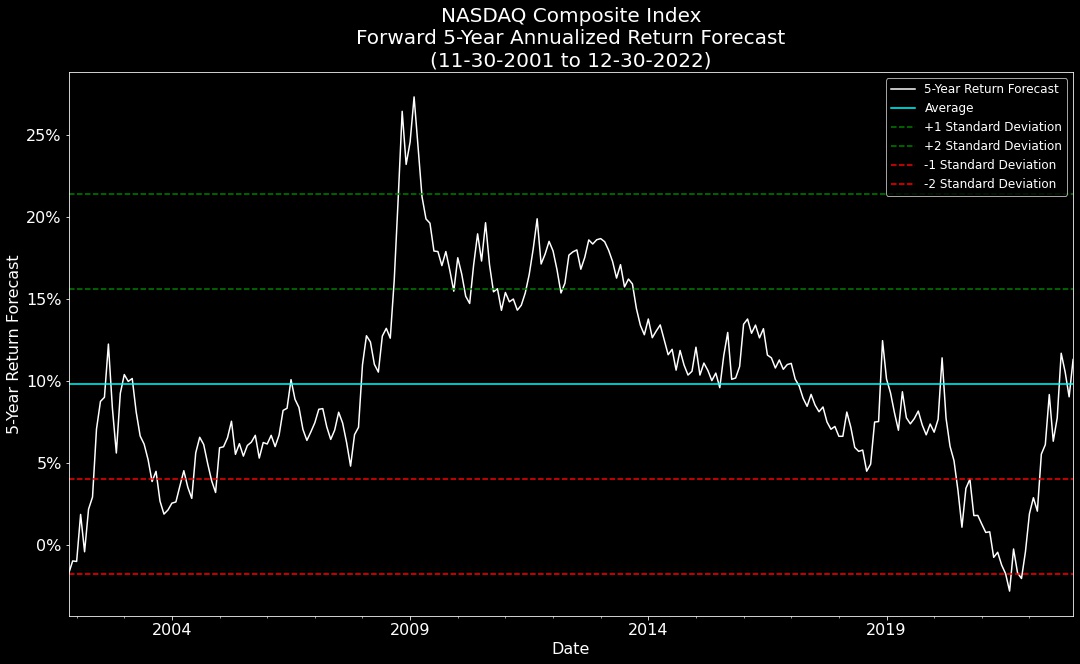 NASDAQ Composite Index
Forward 5-Year Annualized Return Forecast
(11-30-2001 to 12-30-2022)
5-Year Return Forecast
Average
+1 Standard Deviation
+2 Standard Deviation
-1 Standard Deviation
-2 Standard Deviation
25%
20%
15%
10%
5%
0%
5-Year Return Forecast
2004
2009
2014
2019
Date